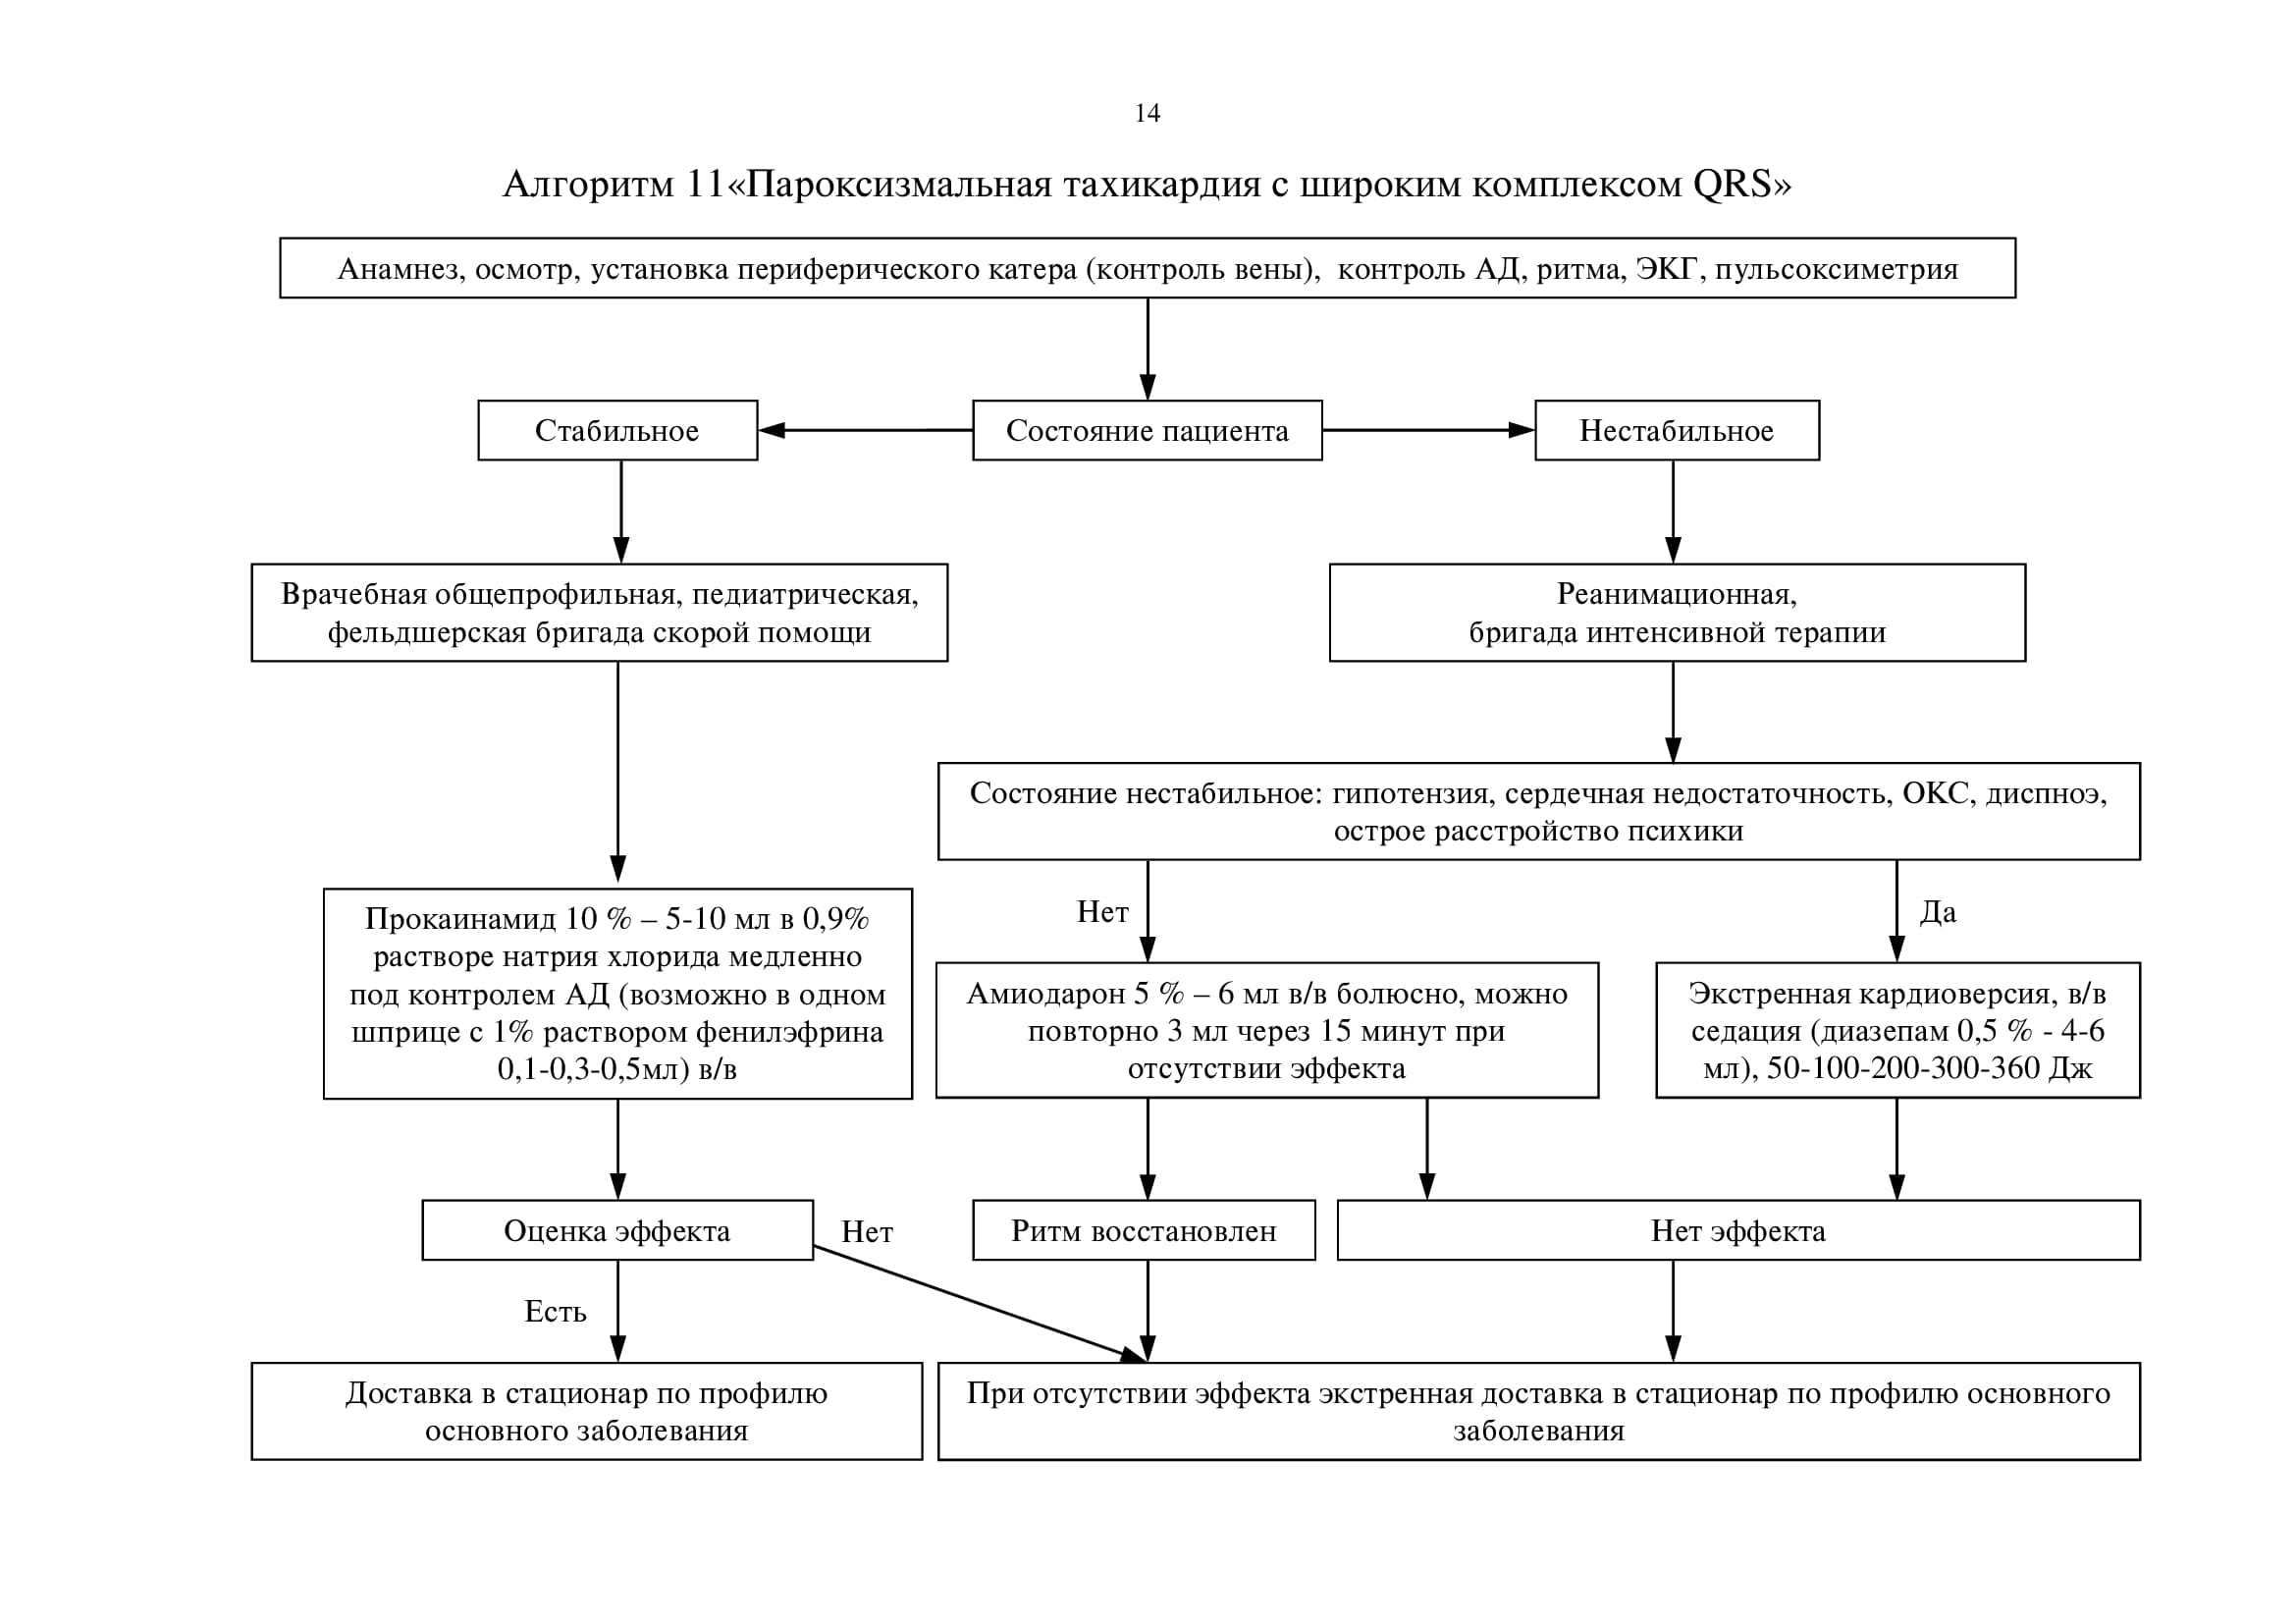 14
Алгоритм 11«Пароксизмальная тахикардия с широким комплексом QRS»
Анамнез, осмотр, установка периферического катера (контроль вены), контроль АД, ритма, ЭКГ, пульсоксиметрия
Стабильное
Состояние пациента
Нестабильное
Врачебная общепрофильная, педиатрическая,
фельдшерская бригада скорой помощи
Реанимационная,
бригада интенсивной терапии
Состояние нестабильное: гипотензия, сердечная недостаточность, ОКС, диспноэ,
острое расстройство психики
Нет
Да
Прокаинамид 10 % – 5-10 мл в 0,9%
растворе натрия хлорида медленно
под контролем АД (возможно в одном
шприце с 1% раствором фенилэфрина
0,1-0,3-0,5мл) в/в
Амиодарон 5 % – 6 мл в/в болюсно, можно
повторно 3 мл через 15 минут при
отсутствии эффекта
Экстренная кардиоверсия, в/в
седация (диазепам 0,5 % - 4-6
мл), 50-100-200-300-360 Дж
Оценка эффекта
Нет
Ритм восстановлен
Нет эффекта
Есть
Доставка в стационар по профилю
основного заболевания
При отсутствии эффекта экстренная доставка в стационар по профилю основного
заболевания